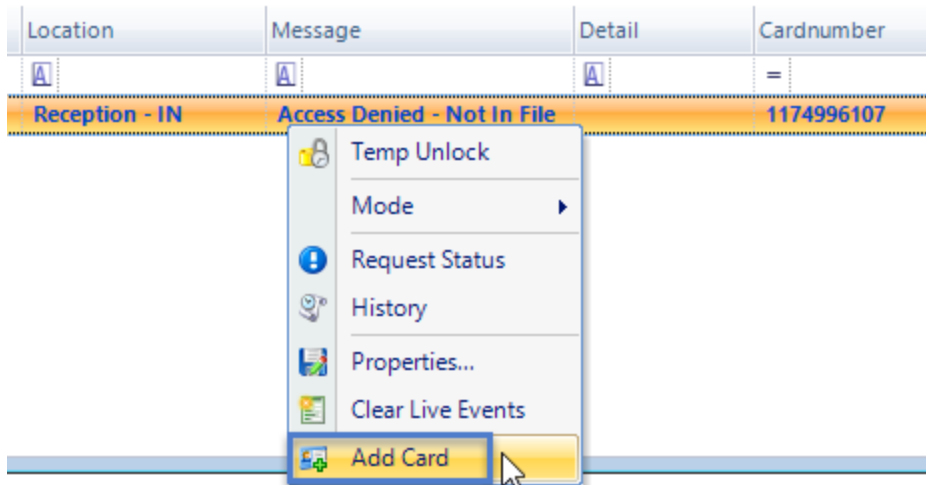 Location Message Detail Cardnumber
A A A =
Reception - IN Access Denied - Not In File 1174996107
Temp Unlock
Mode
Request Status
History
Properties...
Clear Live Events
Add Card